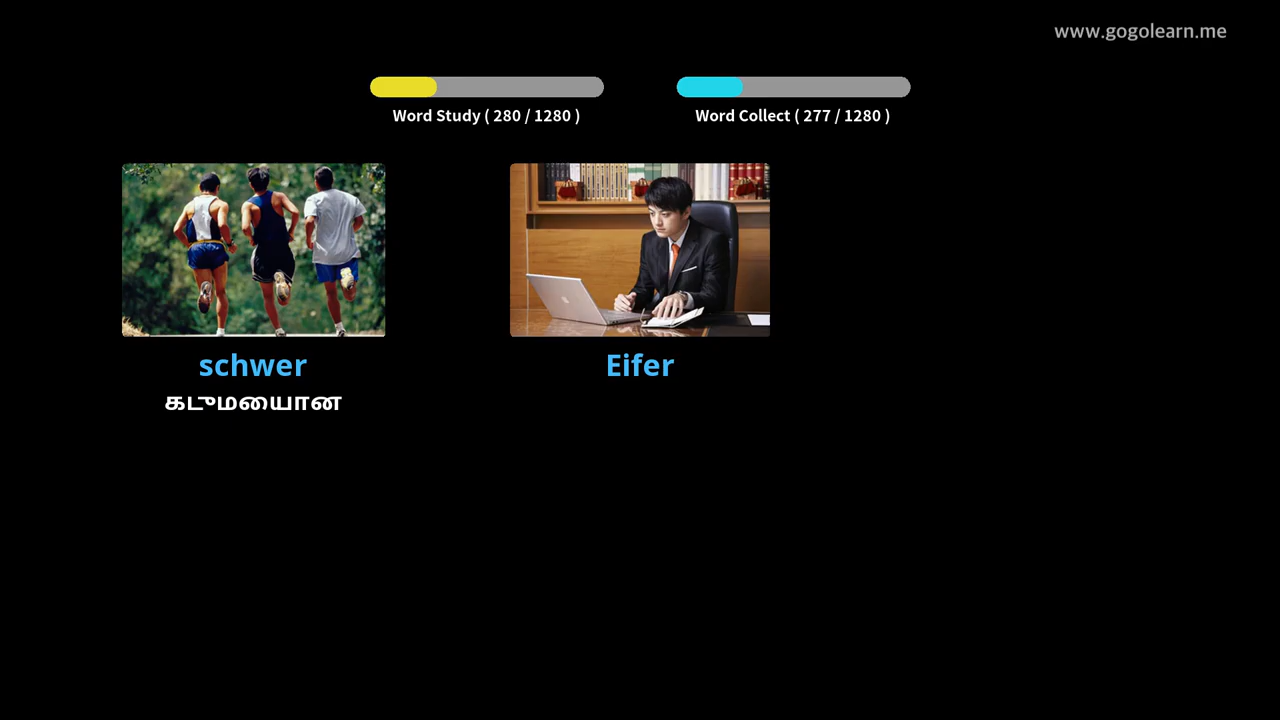 www.gogolearn.me
Word Study ( 280 / 1280 )
Word Collect ( 277 / 1280 )
schwer
Eifer
கடுமையான